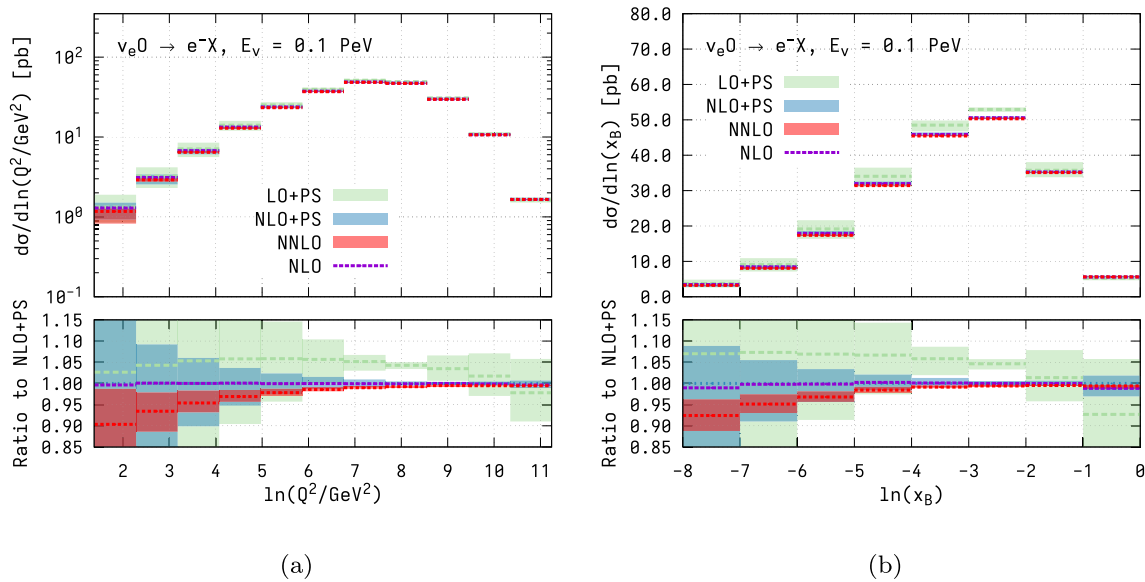 dσ/dln(Q²/GeV²) [pb]
10²
10¹
10⁰
10⁻¹
νₑO → e⁻X, Eᵥ = 0.1 PeV
LO+PS
NLO+PS
NNLO
NLO
Ratio to NLO+PS
1.15
1.10
1.05
1.00
0.95
0.90
0.85
2 3 4 5 6 7 8 9 10 11
ln(Q²/GeV²)
(a)
dσ/dln(x_B) [pb]
80.0
70.0
60.0
50.0
40.0
30.0
20.0
10.0
0.0
νₑO → e⁻X, Eᵥ = 0.1 PeV
LO+PS
NLO+PS
NNLO
NLO
Ratio to NLO+PS
1.15
1.10
1.05
1.00
0.95
0.90
0.85
-8 -7 -6 -5 -4 -3 -2 -1 0
ln(x_B)
(b)